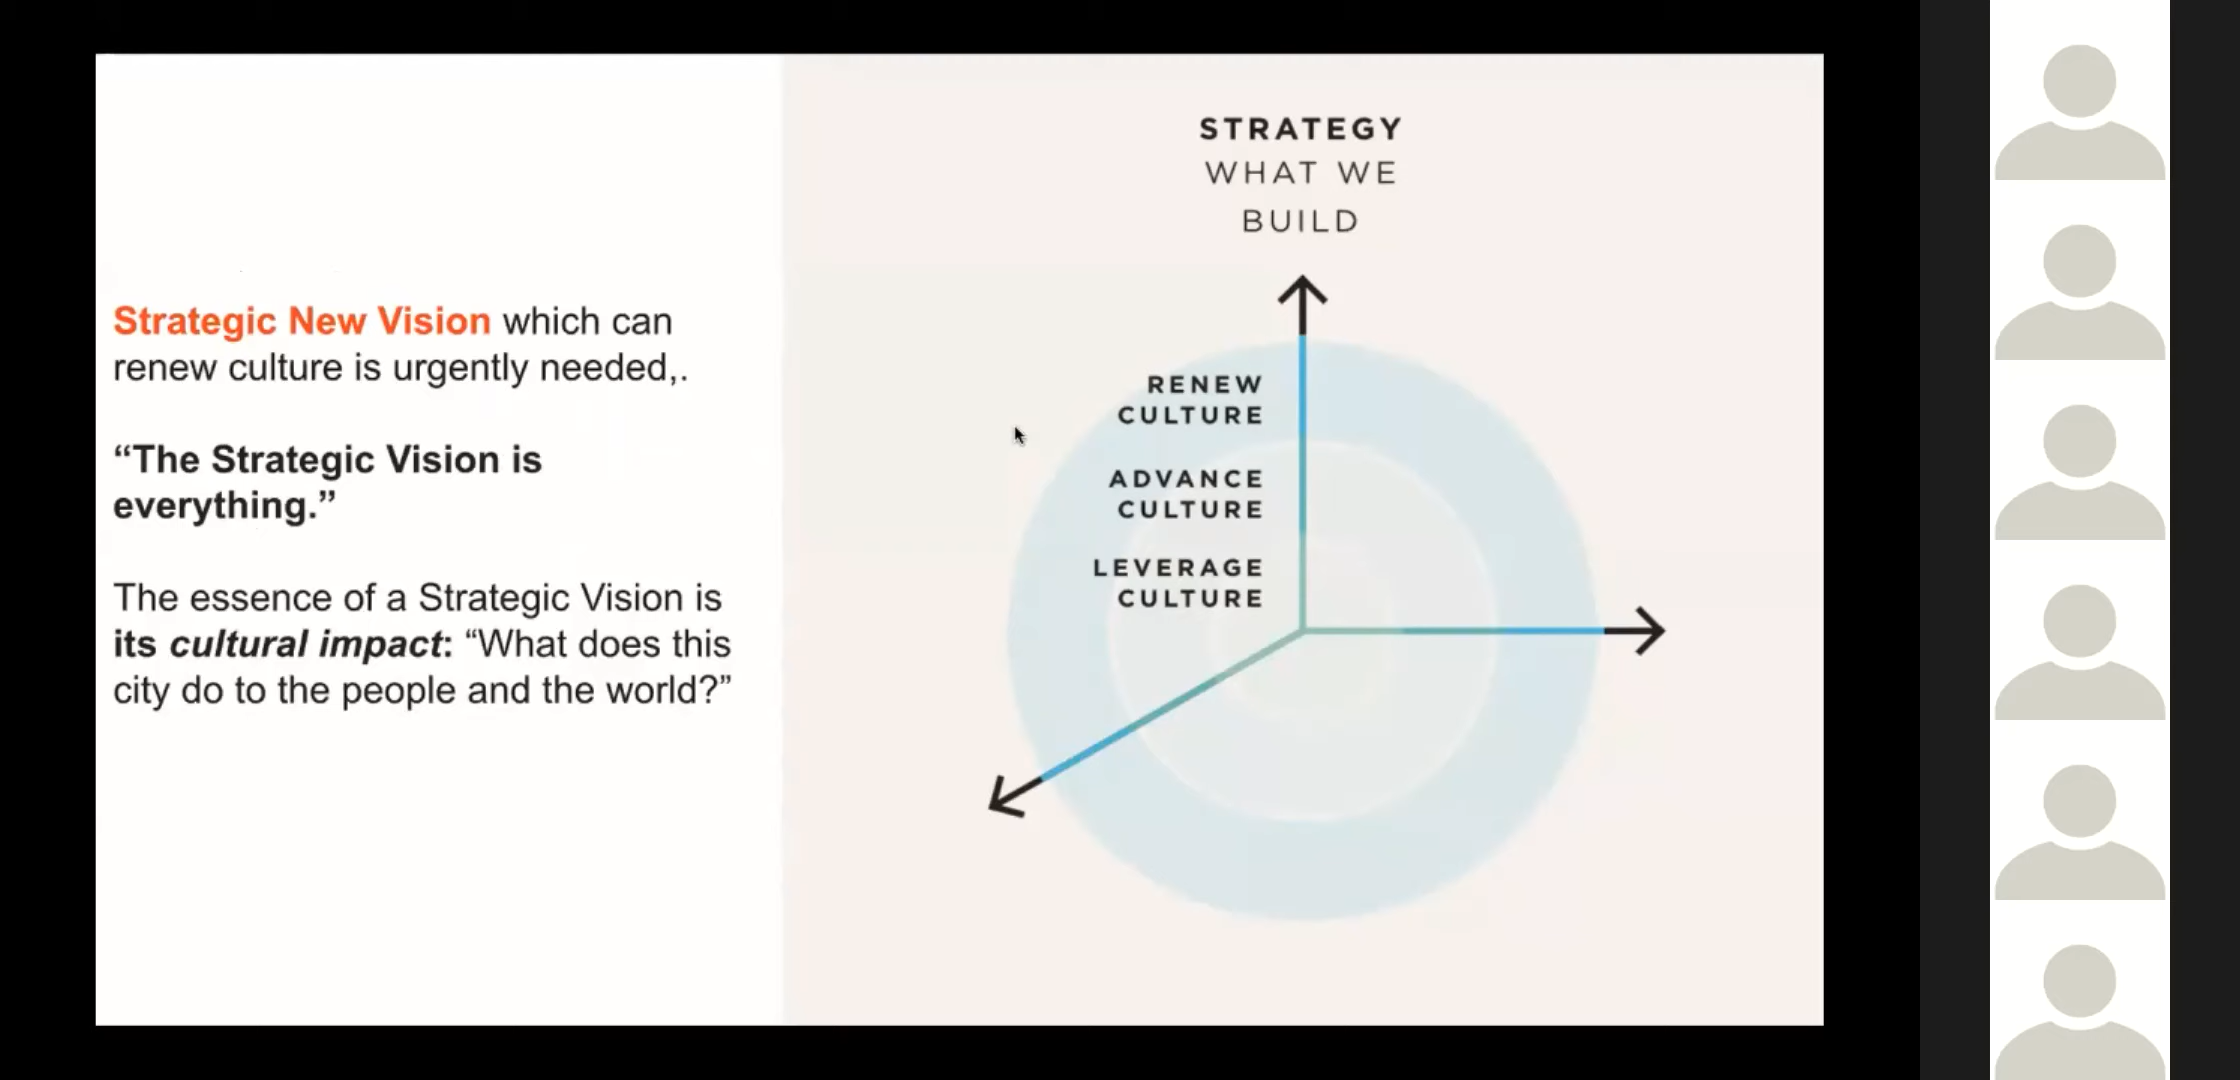 Strategic New Vision which can
renew culture is urgently needed,.
“The Strategic Vision is
everything.”
The essence of a Strategic Vision is
its cultural impact: “What does this
city do to the people and the world?”
STRATEGY
WHAT WE
BUILD
RENEW
CULTURE
ADVANCE
CULTURE
LEVERAGE
CULTURE